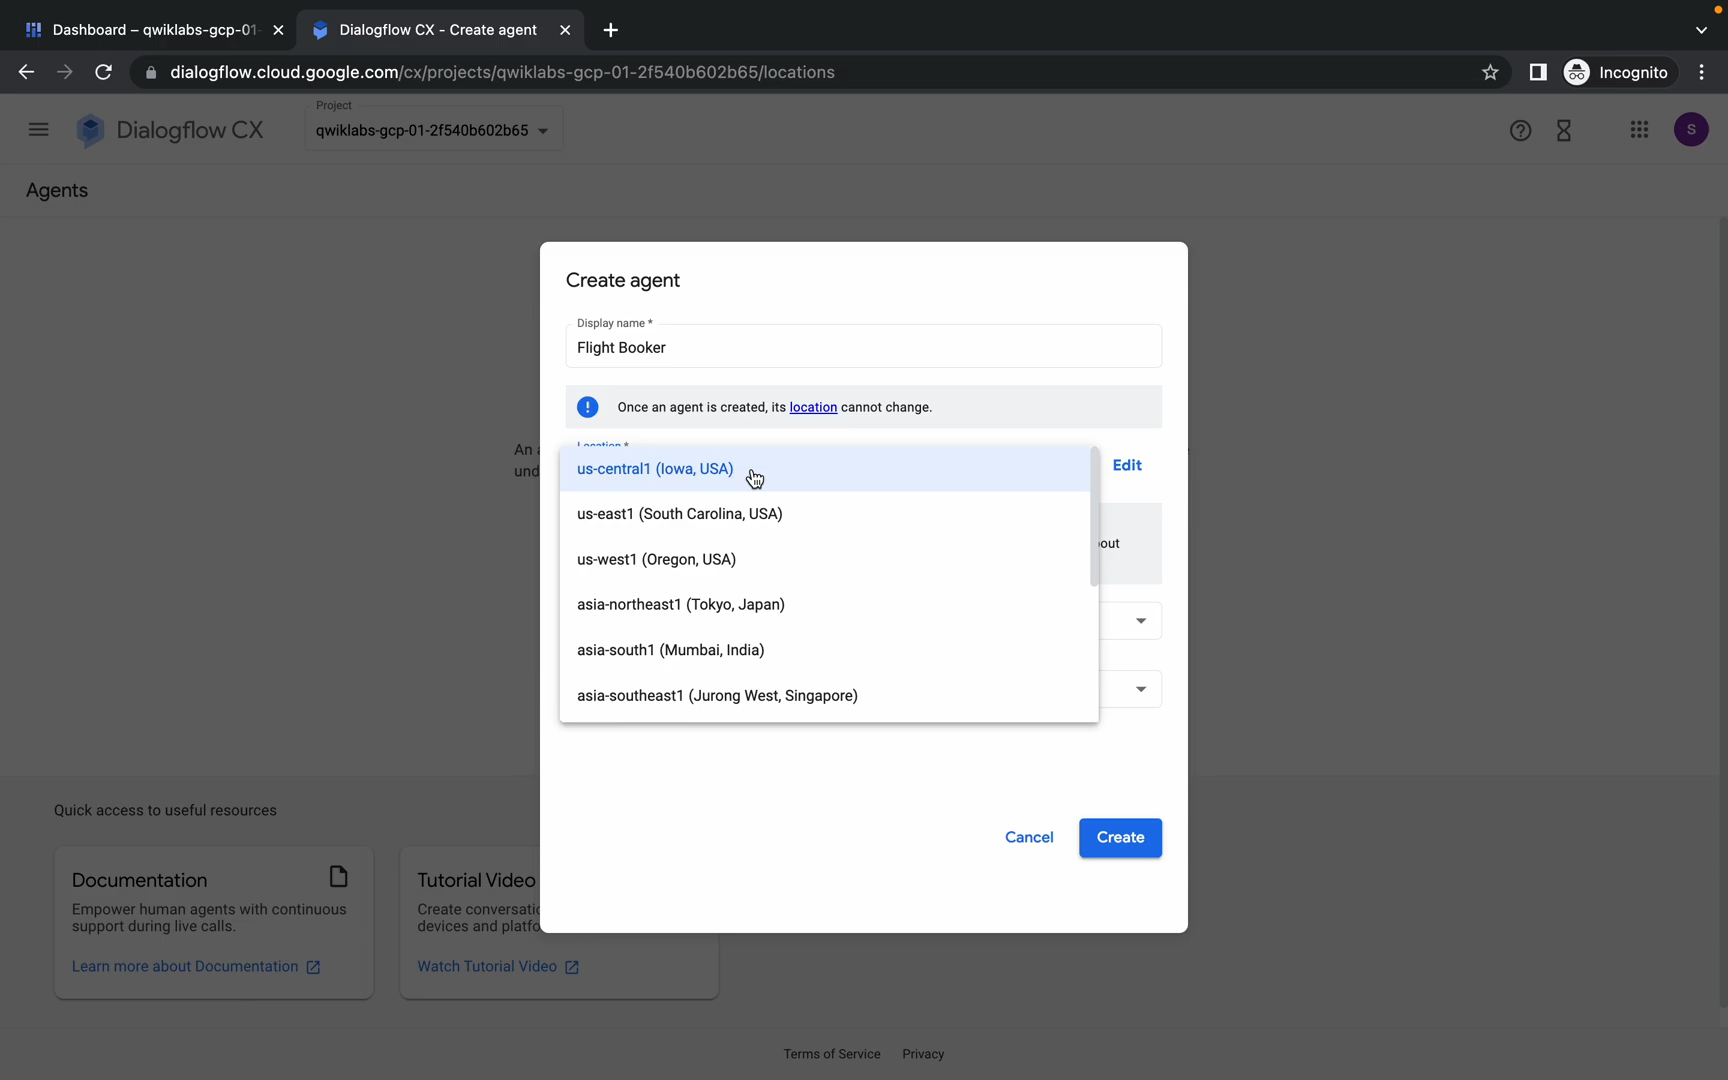 Dashboard – qwiklabs-gcp-01-
Dialogflow CX - Create agent
dialogflow.cloud.google.com/cx/projects/qwiklabs-gcp-01-2f540b602b65/locations
Incognito
Dialogflow CX
Project
qwiklabs-gcp-01-2f540b602b65
S
Agents
Create agent
Display name *
Flight Booker
Once an agent is created, its location cannot change.
An
Location *
us-central1 (Iowa, USA)
Edit
us-east1 (South Carolina, USA)
us-west1 (Oregon, USA)
asia-northeast1 (Tokyo, Japan)
asia-south1 (Mumbai, India)
asia-southeast1 (Jurong West, Singapore)
Cancel
Create
Quick access to useful resources
Documentation
Empower human agents with continuous
support during live calls.
Learn more about Documentation
Tutorial Video
Create
devices and
Watch Tutorial Video
Terms of Service
Privacy